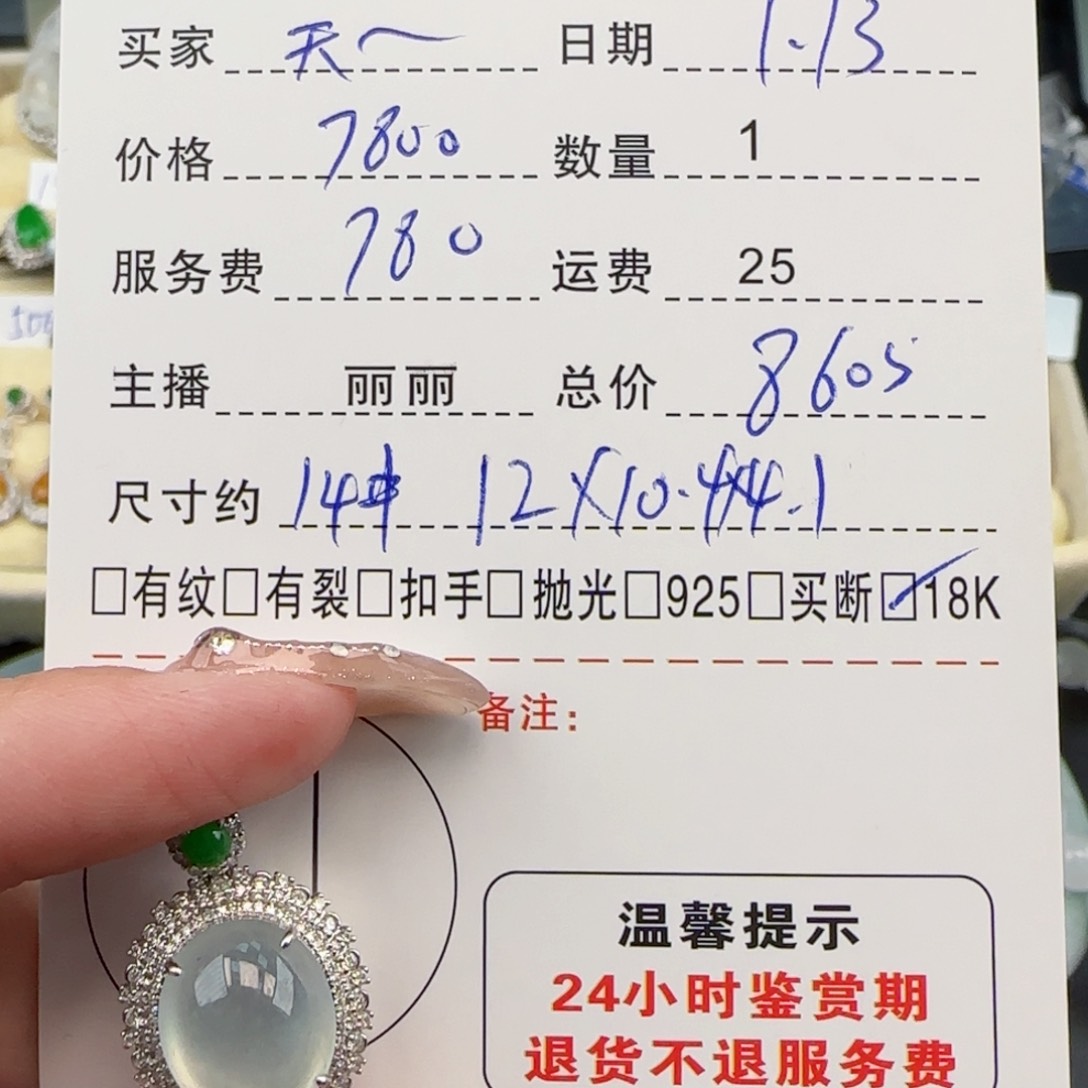 买家 天一 日期 1.13
价格 7800 数量 1
服务费 780 运费 25
主播 丽丽 总价 8605
尺寸约 14# 12X10.4X4.1
□有纹□有裂□扣手□抛光□925□买断☑18K
备注：
温馨提示
24小时鉴赏期
退货不退服务费